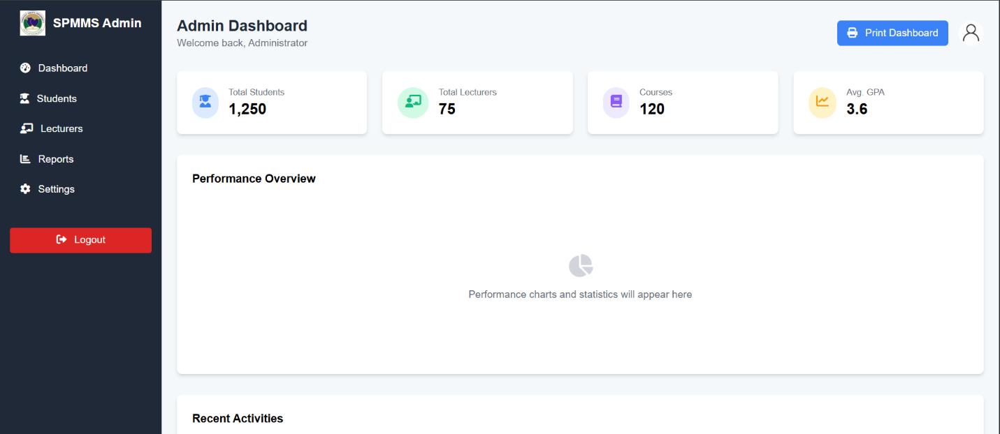 SPMMS Admin
Dashboard
Students
Lecturers
Reports
Settings
Logout
Admin Dashboard
Welcome back, Administrator
Print Dashboard
Total Students
1,250
Total Lecturers
75
Courses
120
Avg. GPA
3.6
Performance Overview
Performance charts and statistics will appear here
Recent Activities